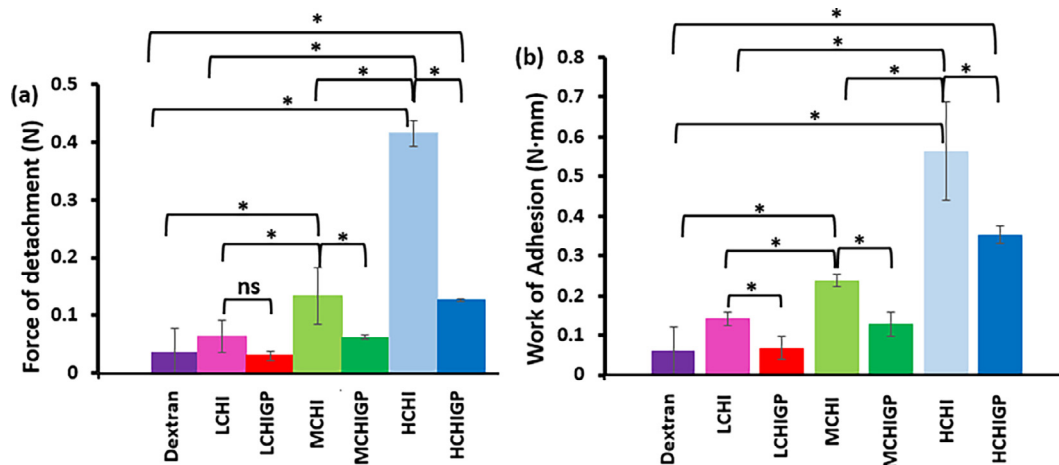 (a)
Force of detachment (N)
0.5
0.4
0.3
0.2
0.1
0
*
*
*
*
*
*
*
*
ns
Dextran
LCHI
LCHIGP
MCHI
MCHIGP
HCHI
HCHIGP
(b)
Work of Adhesion (N·mm)
0.8
0.7
0.6
0.5
0.4
0.3
0.2
0.1
0
*
*
*
*
*
*
*
*
*
Dextran
LCHI
LCHIGP
MCHI
MCHIGP
HCHI
HCHIGP